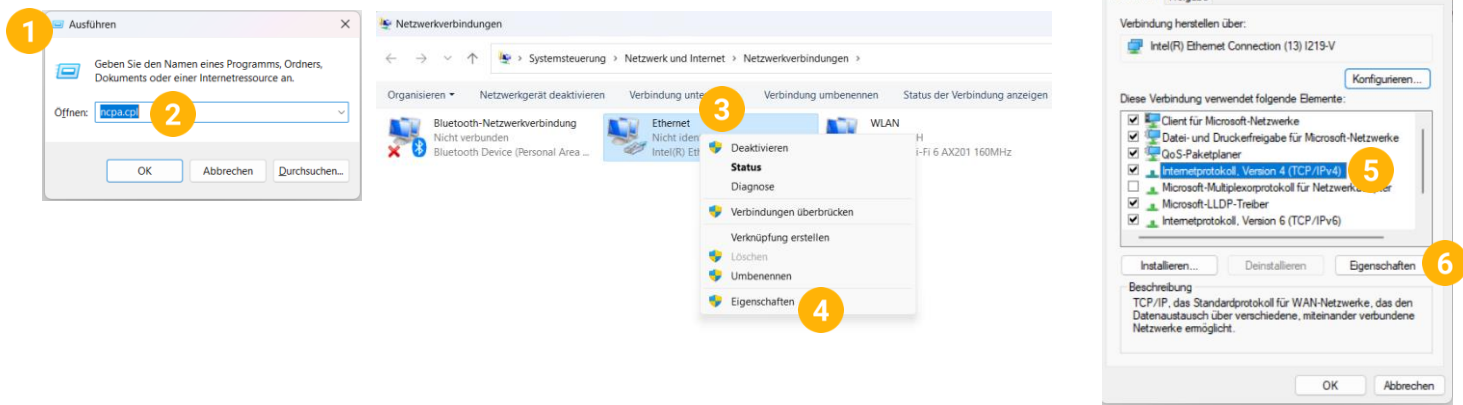 1
Ausführen
Geben Sie den Namen eines Programms, Ordners,
Dokuments oder einer Internetressource an.
Öffnen: ncpa.cpl
2
OK Abbrechen Durchsuchen...
Netzwerkverbindungen
Systemsteuerung > Netzwerk und Internet > Netzwerkverbindungen >
Organisieren Netzwerkgerät deaktivieren Verbindung unte Verbindung umbenennen Status der Verbindung anzeigen
3
Bluetooth-Netzwerkverbindung
Nicht verbunden
Bluetooth Device (Personal Area ...
Ethernet
Nicht iden
Intel(R) Eth
WLAN
H
i-Fi 6 AX201 160MHz
Deaktivieren
Status
Diagnose
Verbindungen überbrücken
Verknüpfung erstellen
Löschen
Umbenennen
Eigenschaften
4
Verbindung herstellen über:
Intel(R) Ethernet Connection (13) I219-V
Konfigurieren...
Diese Verbindung verwendet folgende Elemente:
Client für Microsoft-Netzwerke
Datei- und Druckerfreigabe für Microsoft-Netzwerke
QoS-Paketplaner
Internetprotokoll, Version 4 (TCP/IPv4)
5
Microsoft-Multiplexorprotokoll für Netzwerk er
Microsoft-LLDP-Treiber
Internetprotokoll, Version 6 (TCP/IPv6)
Installieren... Deinstallieren Eigenschaften
6
Beschreibung
TCP/IP, das Standardprotokoll für WAN-Netzwerke, das den
Datenaustausch über verschiedene, miteinander verbundene
Netzwerke ermöglicht.
OK Abbrechen